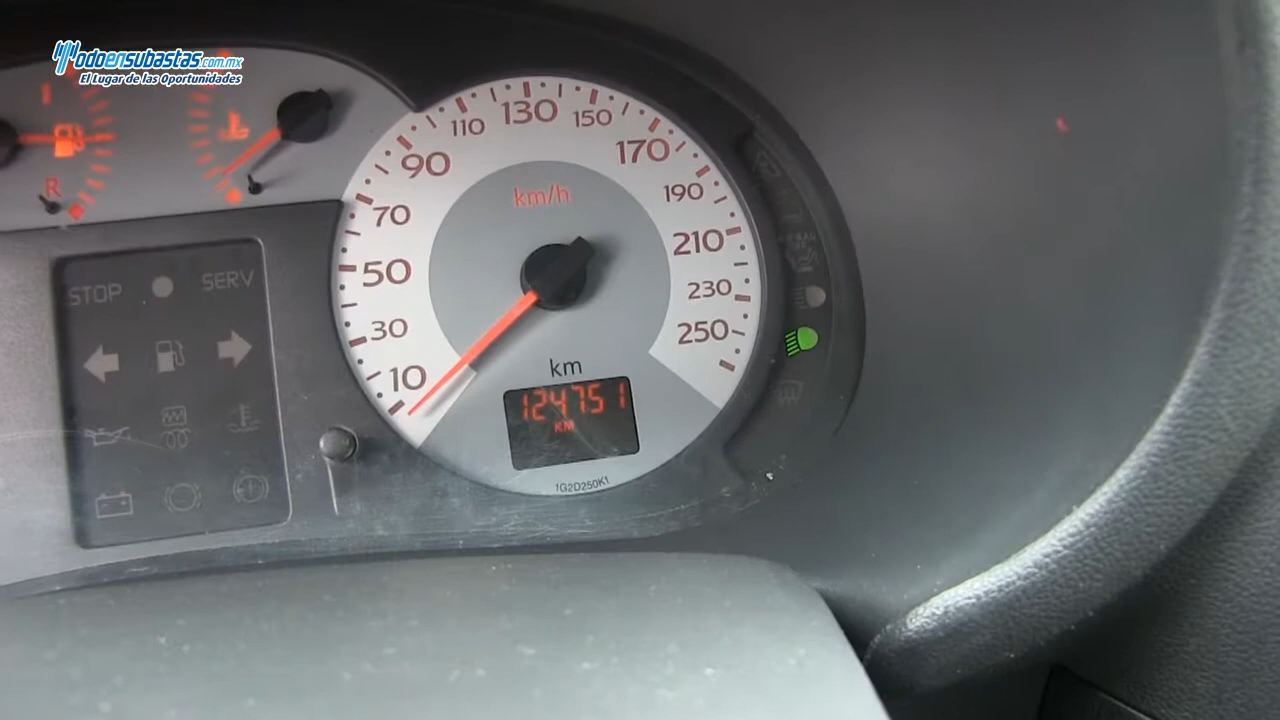 odoensubastas.com.mx
El Lugar de las Oportunidades
R
STOP
SERV
10
30
50
70
90
110
130
150
170
190
210
230
250
km/h
km
124751
KM
1G2D250K1